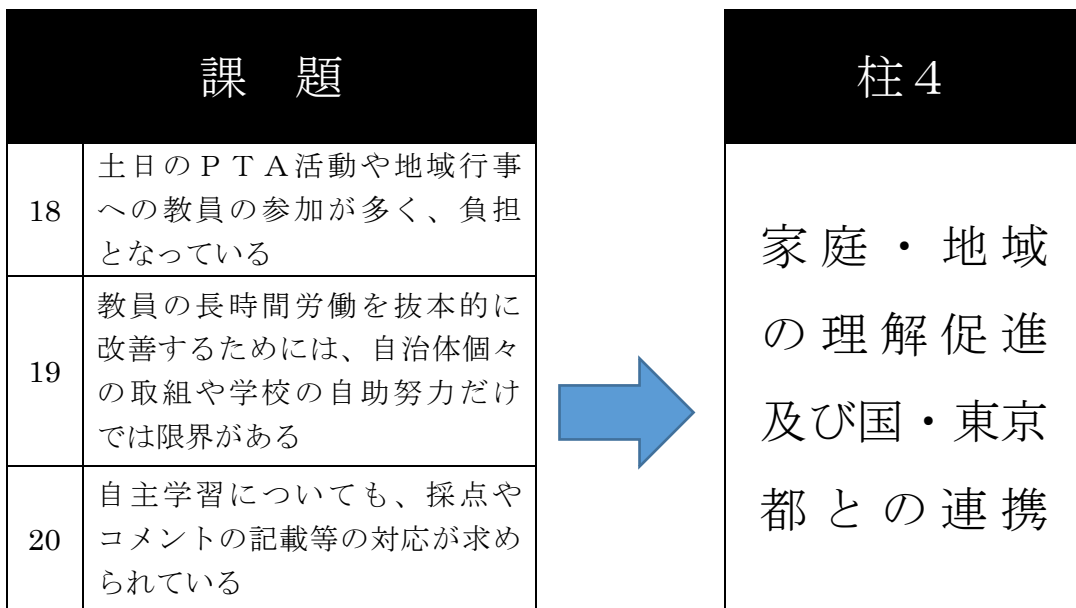 課題
18
土日のＰＴＡ活動や地域行事
への教員の参加が多く、負担
となっている
19
教員の長時間労働を抜本的に
改善するためには、自治体個々
の取組や学校の自助努力だけ
では限界がある
20
自主学習についても、採点や
コメントの記載等の対応が求め
られている
柱４
家庭・地域
の理解促進
及び国・東京
都との連携